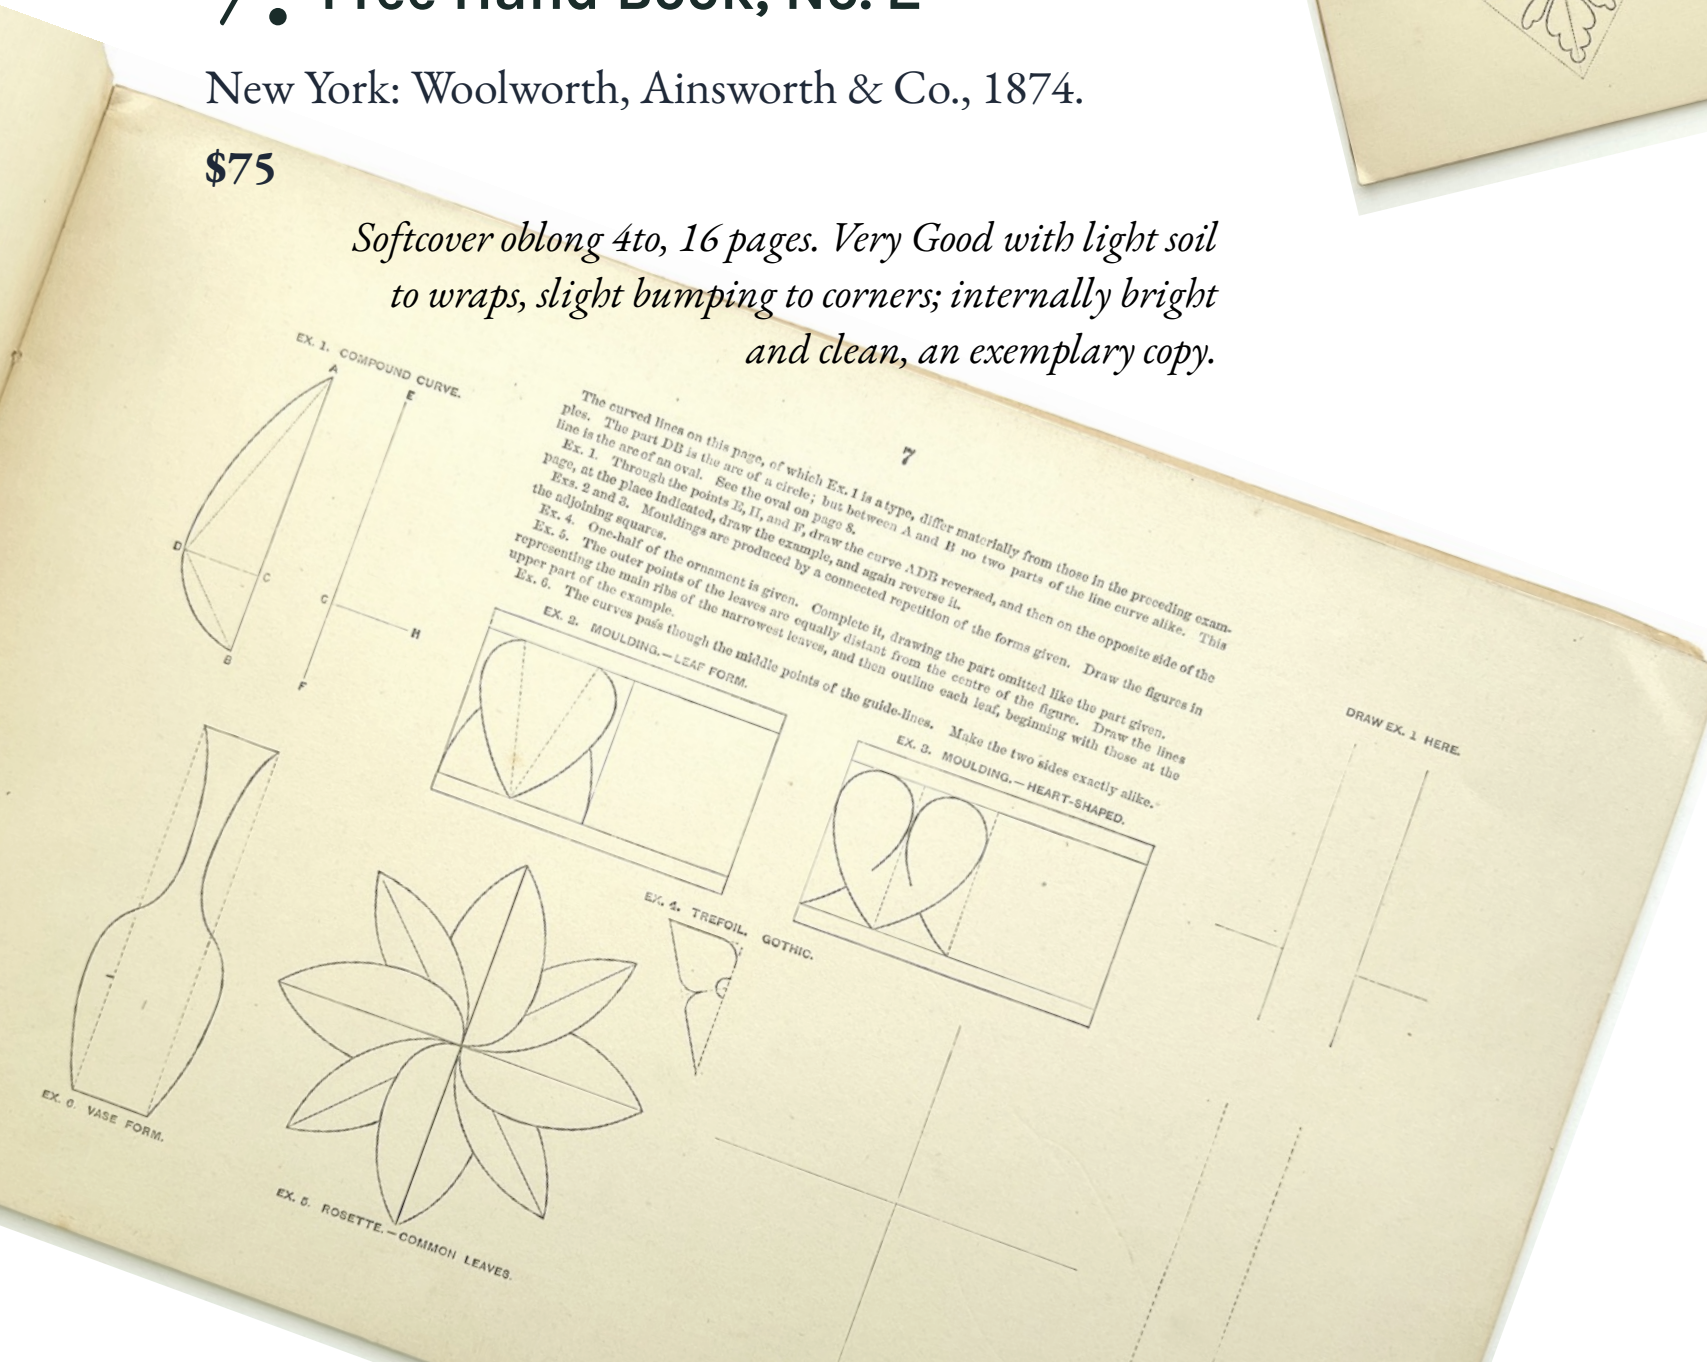 7. Free Hand Book, No. 2
New York: Woolworth, Ainsworth & Co., 1874.
$75
Softcover oblong 4to, 16 pages. Very Good with light soil
to wraps, slight bumping to corners; internally bright
and clean, an exemplary copy.
7
EX. 1. COMPOUND CURVE.
A
E
D
C
G
H
B
F
The curved lines on this page, of which Ex. 1 is a type, differ materially from those in the preceding exam-
ples. The part DB is the arc of a circle; but between A and B no two parts of the line curve alike. This
line is the arc of an oval. See the oval on page 8.
Ex. 1. Through the points E, H, and F, draw the curve ADB reversed, and then on the opposite side of the
page, at the place indicated, draw the example, and again reverse it.
Exs. 2 and 3. Mouldings are produced by a connected repetition of the forms given. Draw the figures in
the adjoining squares.
Ex. 4. One-half of the ornament is given. Complete it, drawing the part omitted like the part given.
Ex. 5. The outer points of the leaves are equally distant from the centre of the figure. Draw the lines
representing the main ribs of the narrowest leaves, and then outline each leaf, beginning with those at the
upper part of the example.
Ex. 6. The curves pass though the middle points of the guide-lines. Make the two sides exactly alike.
EX. 2. MOULDING.—LEAF FORM.
EX. 3. MOULDING.—HEART-SHAPED.
DRAW EX. 1 HERE.
EX. 4. TREFOIL. GOTHIC.
EX. 6. VASE FORM.
EX. 5. ROSETTE.—COMMON LEAVES.